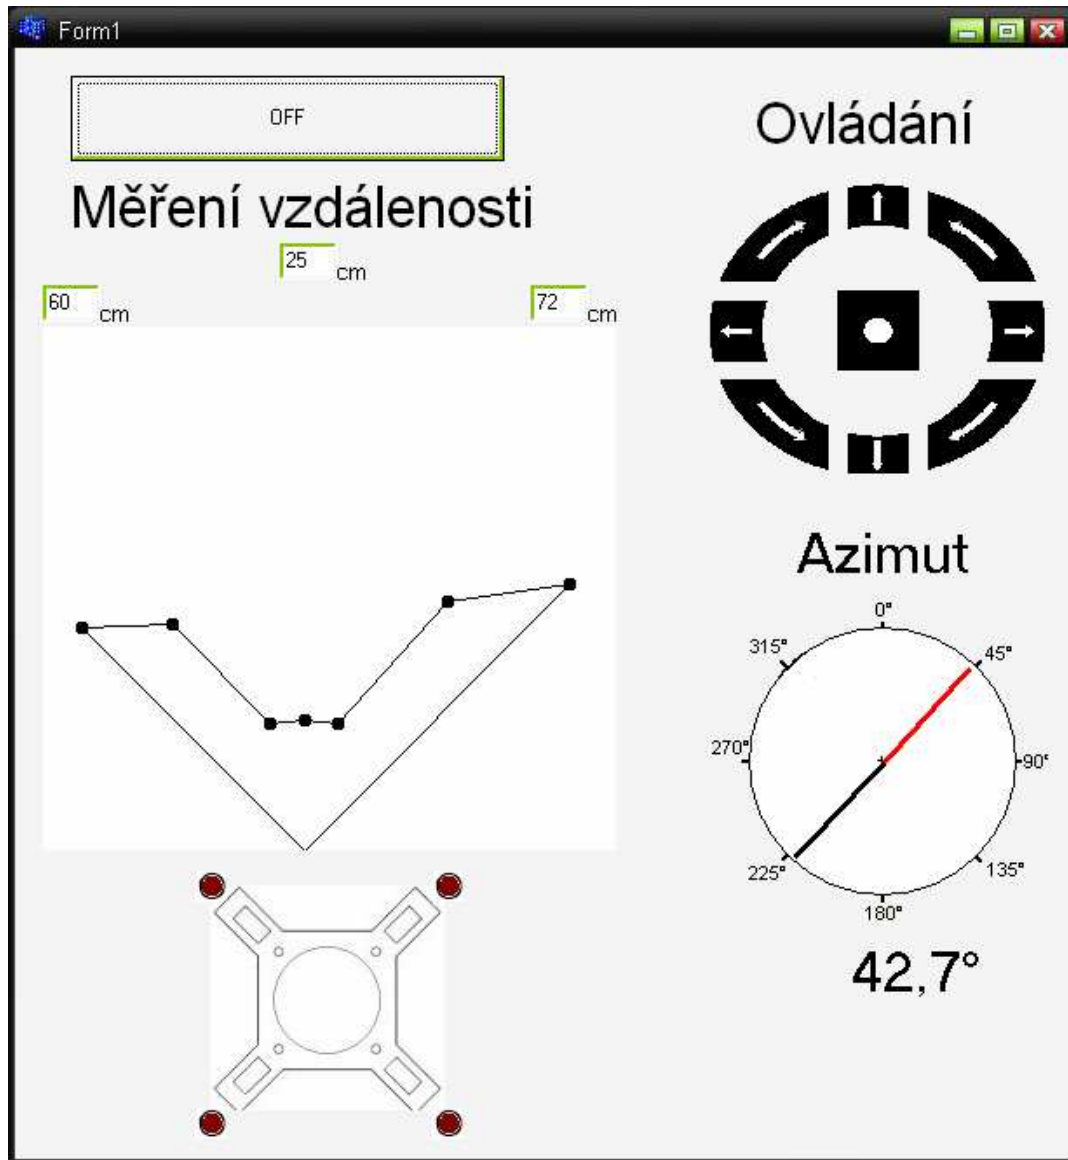 Form1
OFF
Měření vzdálenosti
25 cm
60 cm
72 cm
Ovládání
Azimut
0°
315°
45°
270°
90°
225°
135°
180°
42,7°